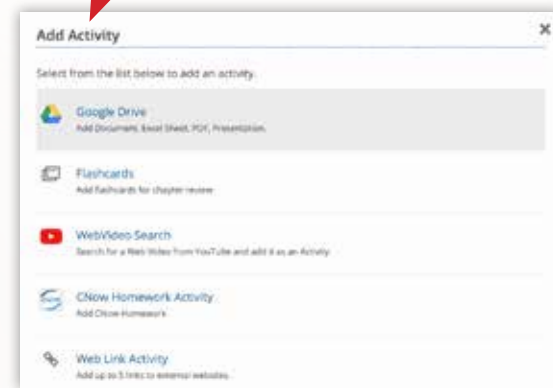 Add Activity
Select from the list below to add an activity.
Google Drive
Add Document, Excel Sheet, PDF, Presentation.
Flashcards
Add flashcards for chapter review
WebVideo Search
Search for a Web Video from YouTube and add it as an Activity
CNow Homework Activity
Add CNow Homework
Web Link Activity
Add up to 5 links to external websites.